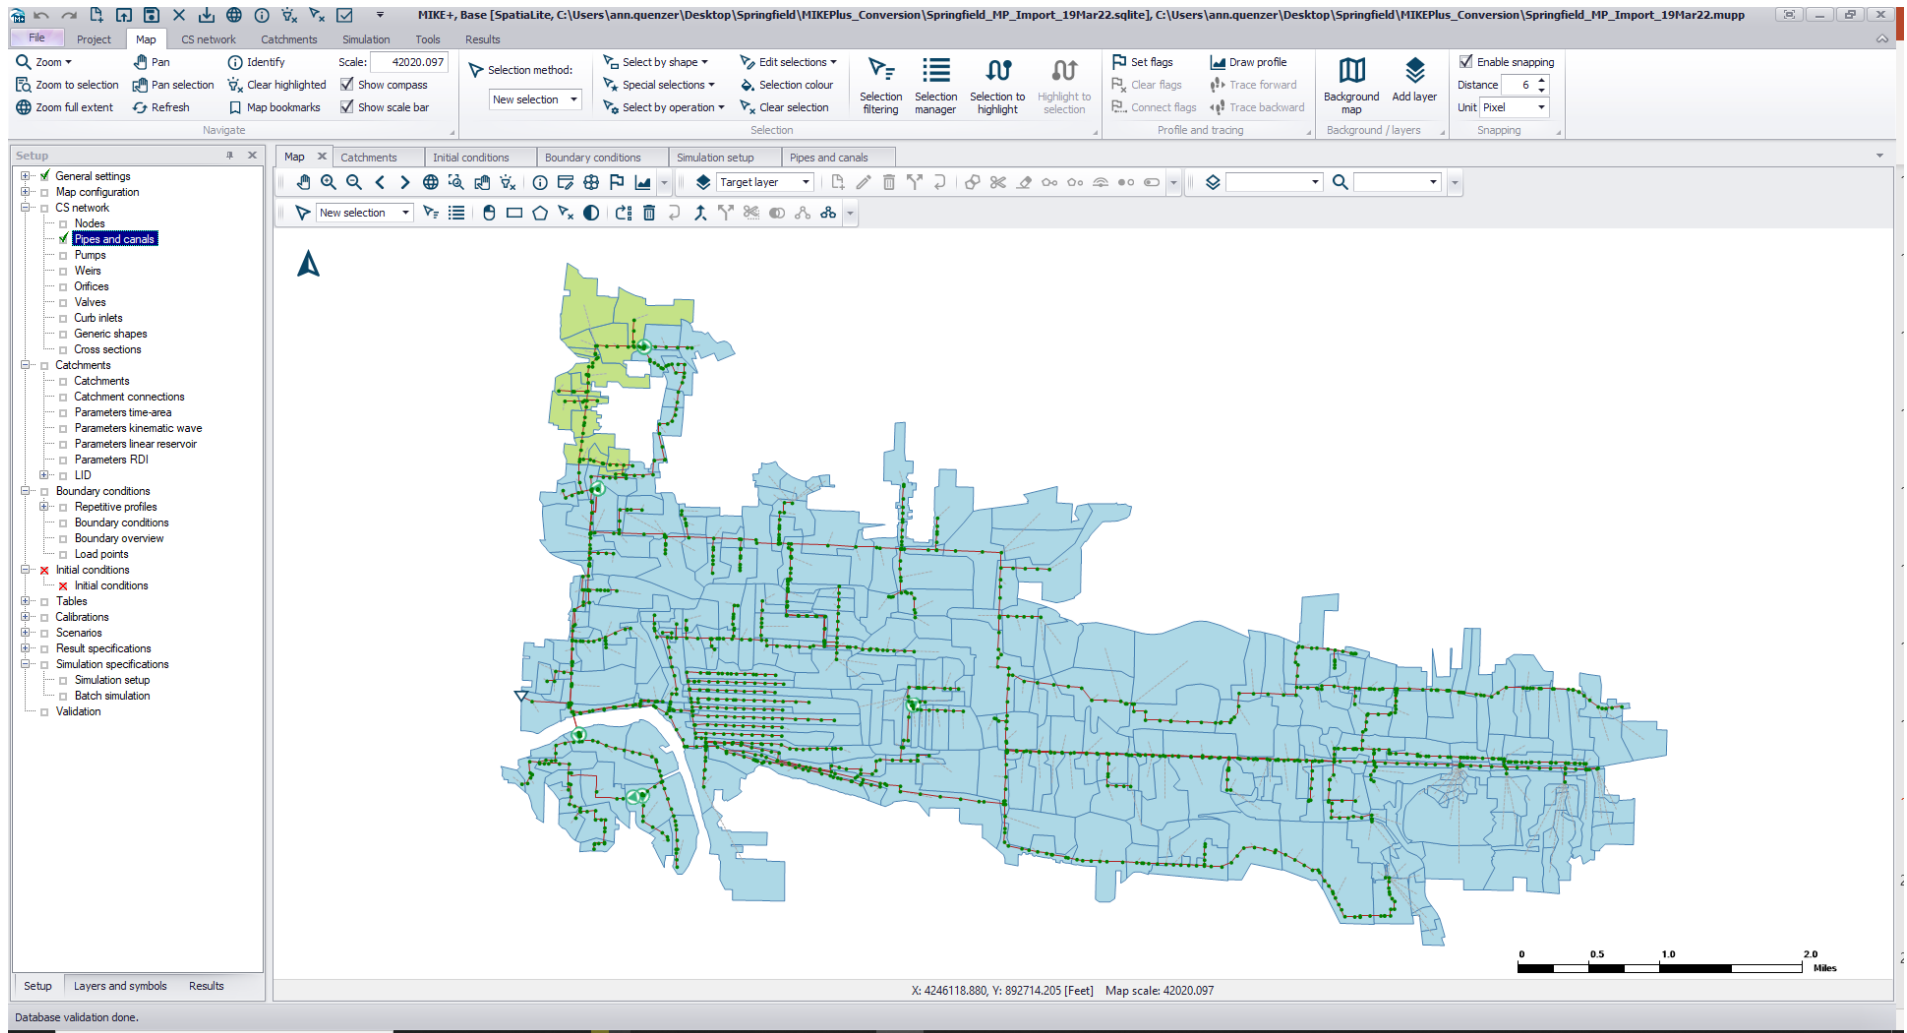 MIKE+, Base [SpatiaLite, C:\Users\ann.quenzer\Desktop\Springfield\MIKEPlus_Conversion\Springfield_MP_Import_19Mar22.sqlite], C:\Users\ann.quenzer\Desktop\Springfield\MIKEPlus_Conversion\Springfield_MP_Import_19Mar22.mupp
File Project Map CS network Catchments Simulation Tools Results
Zoom Pan Identify Scale: 42020.097
Zoom to selection Pan selection Clear highlighted Show compass
Zoom full extent Refresh Map bookmarks Show scale bar
Navigate
Selection method:
New selection
Select by shape Edit selections
Special selections Selection colour
Select by operation Clear selection
Selection filtering
Selection manager
Selection to highlight
Highlight to selection
Selection
Set flags Draw profile
Clear flags Trace forward
Connect flags Trace backward
Profile and tracing
Background map
Add layer
Background / layers
Enable snapping
Distance 6
Unit Pixel
Snapping
Setup
General settings
Map configuration
CS network
Nodes
Pipes and canals
Pumps
Weirs
Orifices
Valves
Curb inlets
Generic shapes
Cross sections
Catchments
Catchments
Catchment connections
Parameters time-area
Parameters kinematic wave
Parameters linear reservoir
Parameters RDI
LID
Boundary conditions
Repetitive profiles
Boundary conditions
Boundary overview
Load points
Initial conditions
Initial conditions
Tables
Calibrations
Scenarios
Result specifications
Simulation specifications
Simulation setup
Batch simulation
Validation
Setup Layers and symbols Results
Map Catchments Initial conditions Boundary conditions Simulation setup Pipes and canals
Target layer
New selection
0 0.5 1.0 2.0
Miles
X: 4246118.880, Y: 892714.205 [Feet] Map scale: 42020.097
Database validation done.